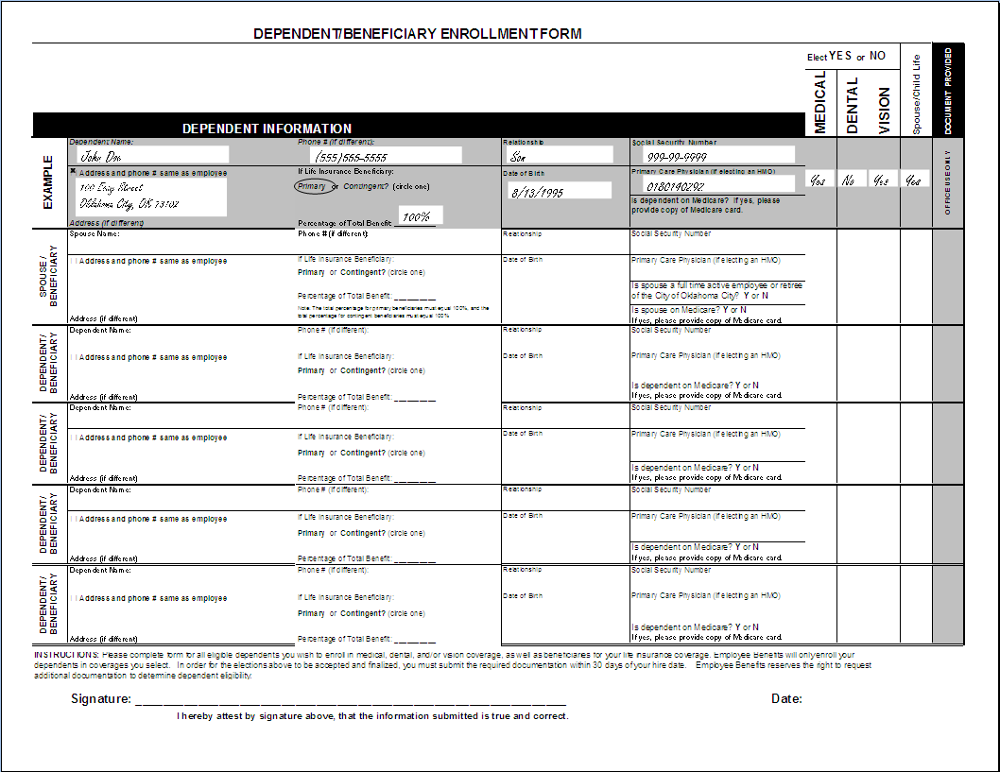 DEPENDENT/BENEFICIARY ENROLLMENT FORM
Elect YES or NO
MEDICAL
DENTAL
VISION
Spouse/Child Life
DOCUMENT PROVIDED
DEPENDENT INFORMATION
EXAMPLE
Dependent Name:
John Doe
Phone # (if different):
(555)555-5555
Relationship
Son
Social Security Number
999-99-9999
Address and phone # same as employee
100 Easy Street
Oklahoma City, OK 73102
Address (if different)
If Life Insurance Beneficiary:
Primary or Contingent? (circle one)
Percentage of Total Benefit: 100%
Date of Birth
8/13/1995
Primary Care Physician (if electing an HMO)
0180140292
Is dependent on Medicare? If yes, please
provide copy of Medicare card.
Yes No Yes Yes
OFFICE USE ONLY
SPOUSE /
BENEFICIARY
Spouse Name:
Phone # (if different):
Relationship
Social Security Number
Address and phone # same as employee
Address (if different)
If Life Insurance Beneficiary:
Primary or Contingent? (circle one)
Percentage of Total Benefit: _________
Note: The total percentage for primary beneficiaries must equal 100%, and the
total percentage for contingent beneficiaries must equal 100%
Date of Birth
Primary Care Physician (if electing an HMO)
Is spouse a full time active employee or retiree
of the City of Oklahoma City? Y or N
Is spouse on Medicare? Y or N
If yes, please provide copy of Medicare card.
DEPENDENT/
BENEFICIARY
Dependent Name:
Phone # (if different):
Relationship
Social Security Number
Address and phone # same as employee
Address (if different)
If Life Insurance Beneficiary:
Primary or Contingent? (circle one)
Percentage of Total Benefit: _________
Date of Birth
Primary Care Physician (if electing an HMO)
Is dependent on Medicare? Y or N
If yes, please provide copy of Medicare card.
DEPENDENT/
BENEFICIARY
Dependent Name:
Phone # (if different):
Relationship
Social Security Number
Address and phone # same as employee
Address (if different)
If Life Insurance Beneficiary:
Primary or Contingent? (circle one)
Percentage of Total Benefit: _________
Date of Birth
Primary Care Physician (if electing an HMO)
Is dependent on Medicare? Y or N
If yes, please provide copy of Medicare card.
DEPENDENT/
BENEFICIARY
Dependent Name:
Phone # (if different):
Relationship
Social Security Number
Address and phone # same as employee
Address (if different)
If Life Insurance Beneficiary:
Primary or Contingent? (circle one)
Percentage of Total Benefit: _________
Date of Birth
Primary Care Physician (if electing an HMO)
Is dependent on Medicare? Y or N
If yes, please provide copy of Medicare card.
DEPENDENT/
BENEFICIARY
Dependent Name:
Phone # (if different):
Relationship
Social Security Number
Address and phone # same as employee
Address (if different)
If Life Insurance Beneficiary:
Primary or Contingent? (circle one)
Percentage of Total Benefit: _________
Date of Birth
Primary Care Physician (if electing an HMO)
Is dependent on Medicare? Y or N
If yes, please provide copy of Medicare card.
INSTRUCTIONS: Please complete form for all eligible dependents you wish to enroll in medical, dental, and/or vision coverage, as well as beneficiaries for your life insurance coverage. Employee Benefits will only enroll your
dependents in coverages you select. In order for the elections above to be accepted and finalized, you must submit the required documentation within 30 days of your hire date. Employee Benefits reserves the right to request
additional documentation to determine dependent eligibility.
Signature: ____________________ Date:
I hereby attest by signature above, that the information submitted is true and correct.